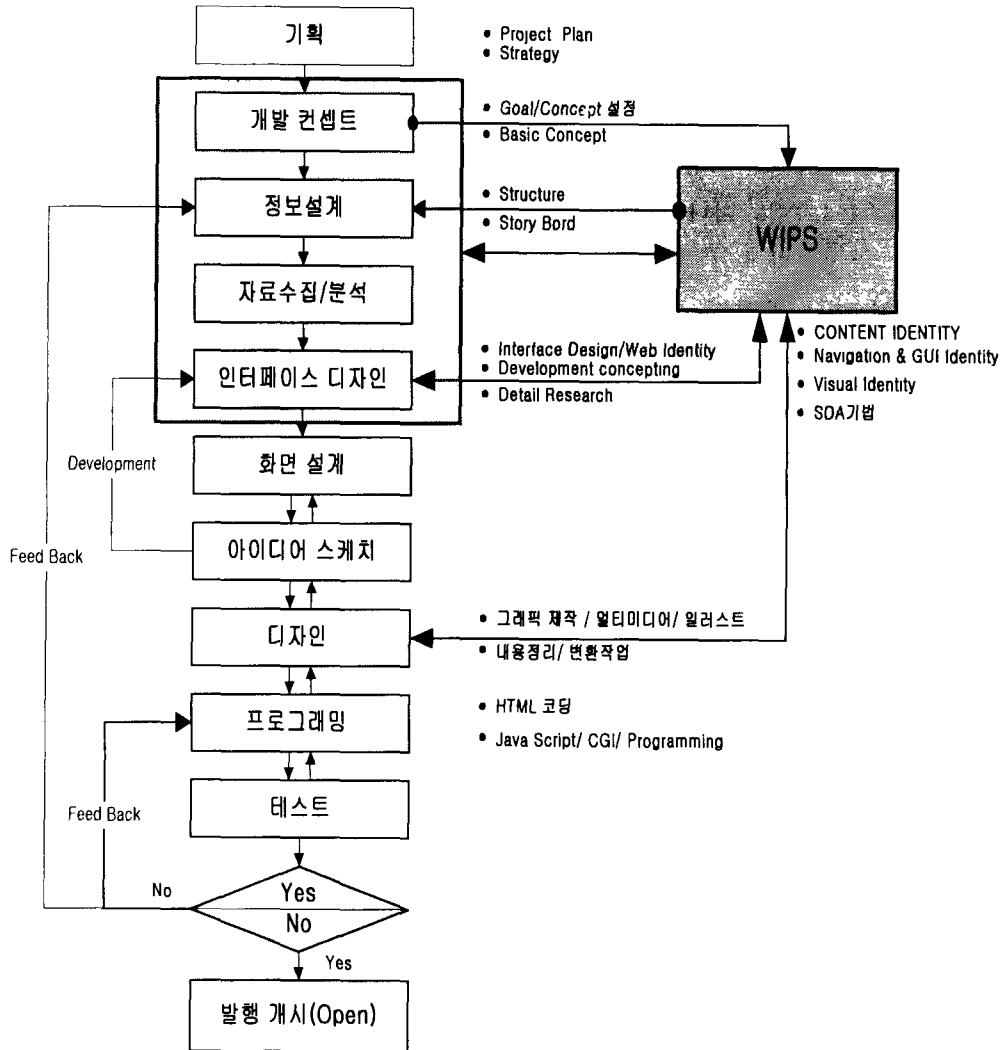 기획
• Project Plan
• Strategy
개발 컨셉트
• Goal/Concept 설정
• Basic Concept
정보설계
• Structure
• Story Bord
WIPS
자료수집/분석
인터페이스 디자인
• Interface Design/Web Identity
• Development concepting
• Detail Research
• CONTENT IDENTITY
• Navigation & GUI Identity
• Visual Identity
• SDA기법
화면 설계
Development
아이디어 스케치
Feed Back
디자인
• 그래픽 제작 / 멀티미디어/ 일러스트
• 내용정리/ 변환작업
프로그래밍
• HTML 코딩
• Java Script/ CGI/ Programming
테스트
Feed Back
No
Yes
No
Yes
발행 개시(Open)